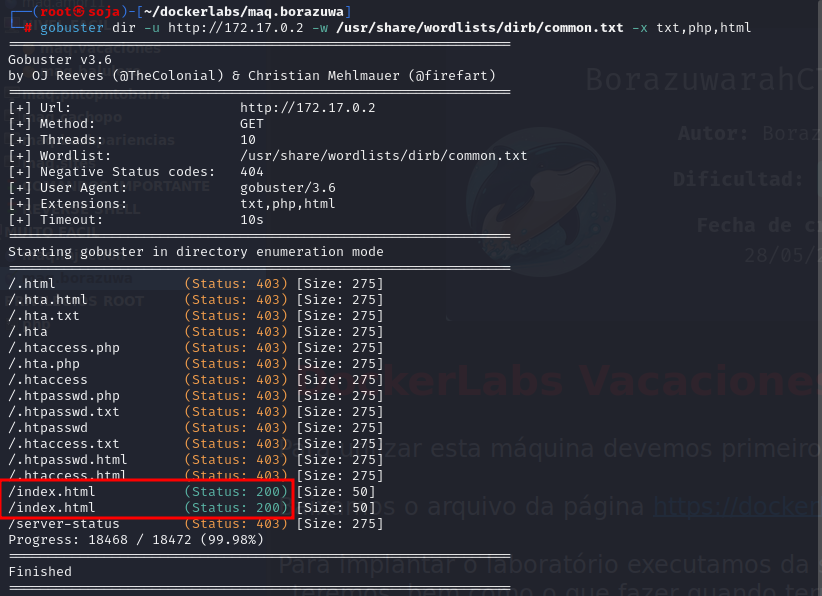 ┌──(root㉿soja)-[~/dockerlabs/maq.borazuwa]
└─# gobuster dir -u http://172.17.0.2 -w /usr/share/wordlists/dirb/common.txt -x txt,php,html
===============================================================
Gobuster v3.6
by OJ Reeves (@TheColonial) & Christian Mehlmauer (@firefart)
===============================================================
[+] Url:                     http://172.17.0.2
[+] Method:                  GET
[+] Threads:                 10
[+] Wordlist:                /usr/share/wordlists/dirb/common.txt
[+] Negative Status codes:   404
[+] User Agent:              gobuster/3.6
[+] Extensions:              txt,php,html
[+] Timeout:                 10s
===============================================================
Starting gobuster in directory enumeration mode
===============================================================
/.html                (Status: 403) [Size: 275]
/.hta.html            (Status: 403) [Size: 275]
/.hta.txt             (Status: 403) [Size: 275]
/.hta                 (Status: 403) [Size: 275]
/.htaccess.php        (Status: 403) [Size: 275]
/.hta.php             (Status: 403) [Size: 275]
/.htaccess            (Status: 403) [Size: 275]
/.htpasswd.php        (Status: 403) [Size: 275]
/.htpasswd.txt        (Status: 403) [Size: 275]
/.htpasswd            (Status: 403) [Size: 275]
/.htaccess.txt        (Status: 403) [Size: 275]
/.htpasswd.html       (Status: 403) [Size: 275]
/.htaccess.html       (Status: 403) [Size: 275]
/index.html           (Status: 200) [Size: 50]
/index.html           (Status: 200) [Size: 50]
/server-status        (Status: 403) [Size: 275]
Progress: 18468 / 18472 (99.98%)
===============================================================
Finished
===============================================================
Autor:
Dificultad:
Fecha de
28/05/
DockerLabs Vacaciones
esta máquina devemos primeiro
o arquivo da página https://docker
Para implantar o laboratório executamos da
bem como o que fazer quando